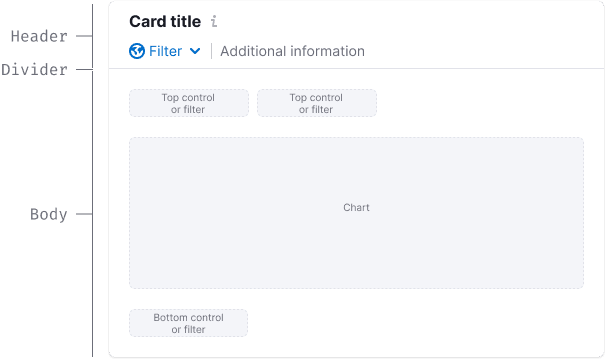 Header
Divider
Body
Card title
Filter
Additional information
Top control
or filter
Top control
or filter
Chart
Bottom control
or filter